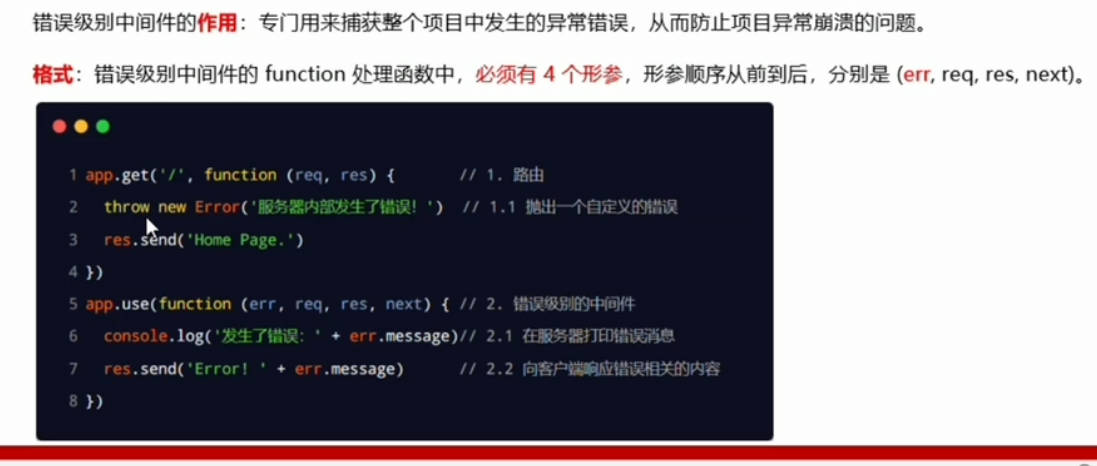 错误级别中间件的作用：专门用来捕获整个项目中发生的异常错误，从而防止项目异常崩溃的问题。
格式：错误级别中间件的 function 处理函数中，必须有 4 个形参，形参顺序从前到后，分别是 (err, req, res, next)。
1 app.get('/', function (req, res) { // 1. 路由
2 throw new Error('服务器内部发生了错误！') // 1.1 抛出一个自定义的错误
3 res.send('Home Page.')
4 })
5 app.use(function (err, req, res, next) { // 2. 错误级别的中间件
6 console.log('发生了错误：' + err.message)// 2.1 在服务器打印错误消息
7 res.send('Error! ' + err.message) // 2.2 向客户端响应错误相关的内容
8 })